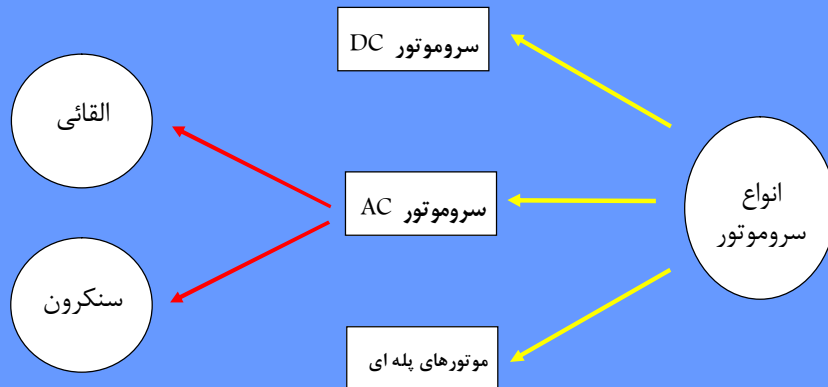 انواع
سروموتور
سروموتور DC
سروموتور AC
موتورهای پله ای
القائی
سنکرون